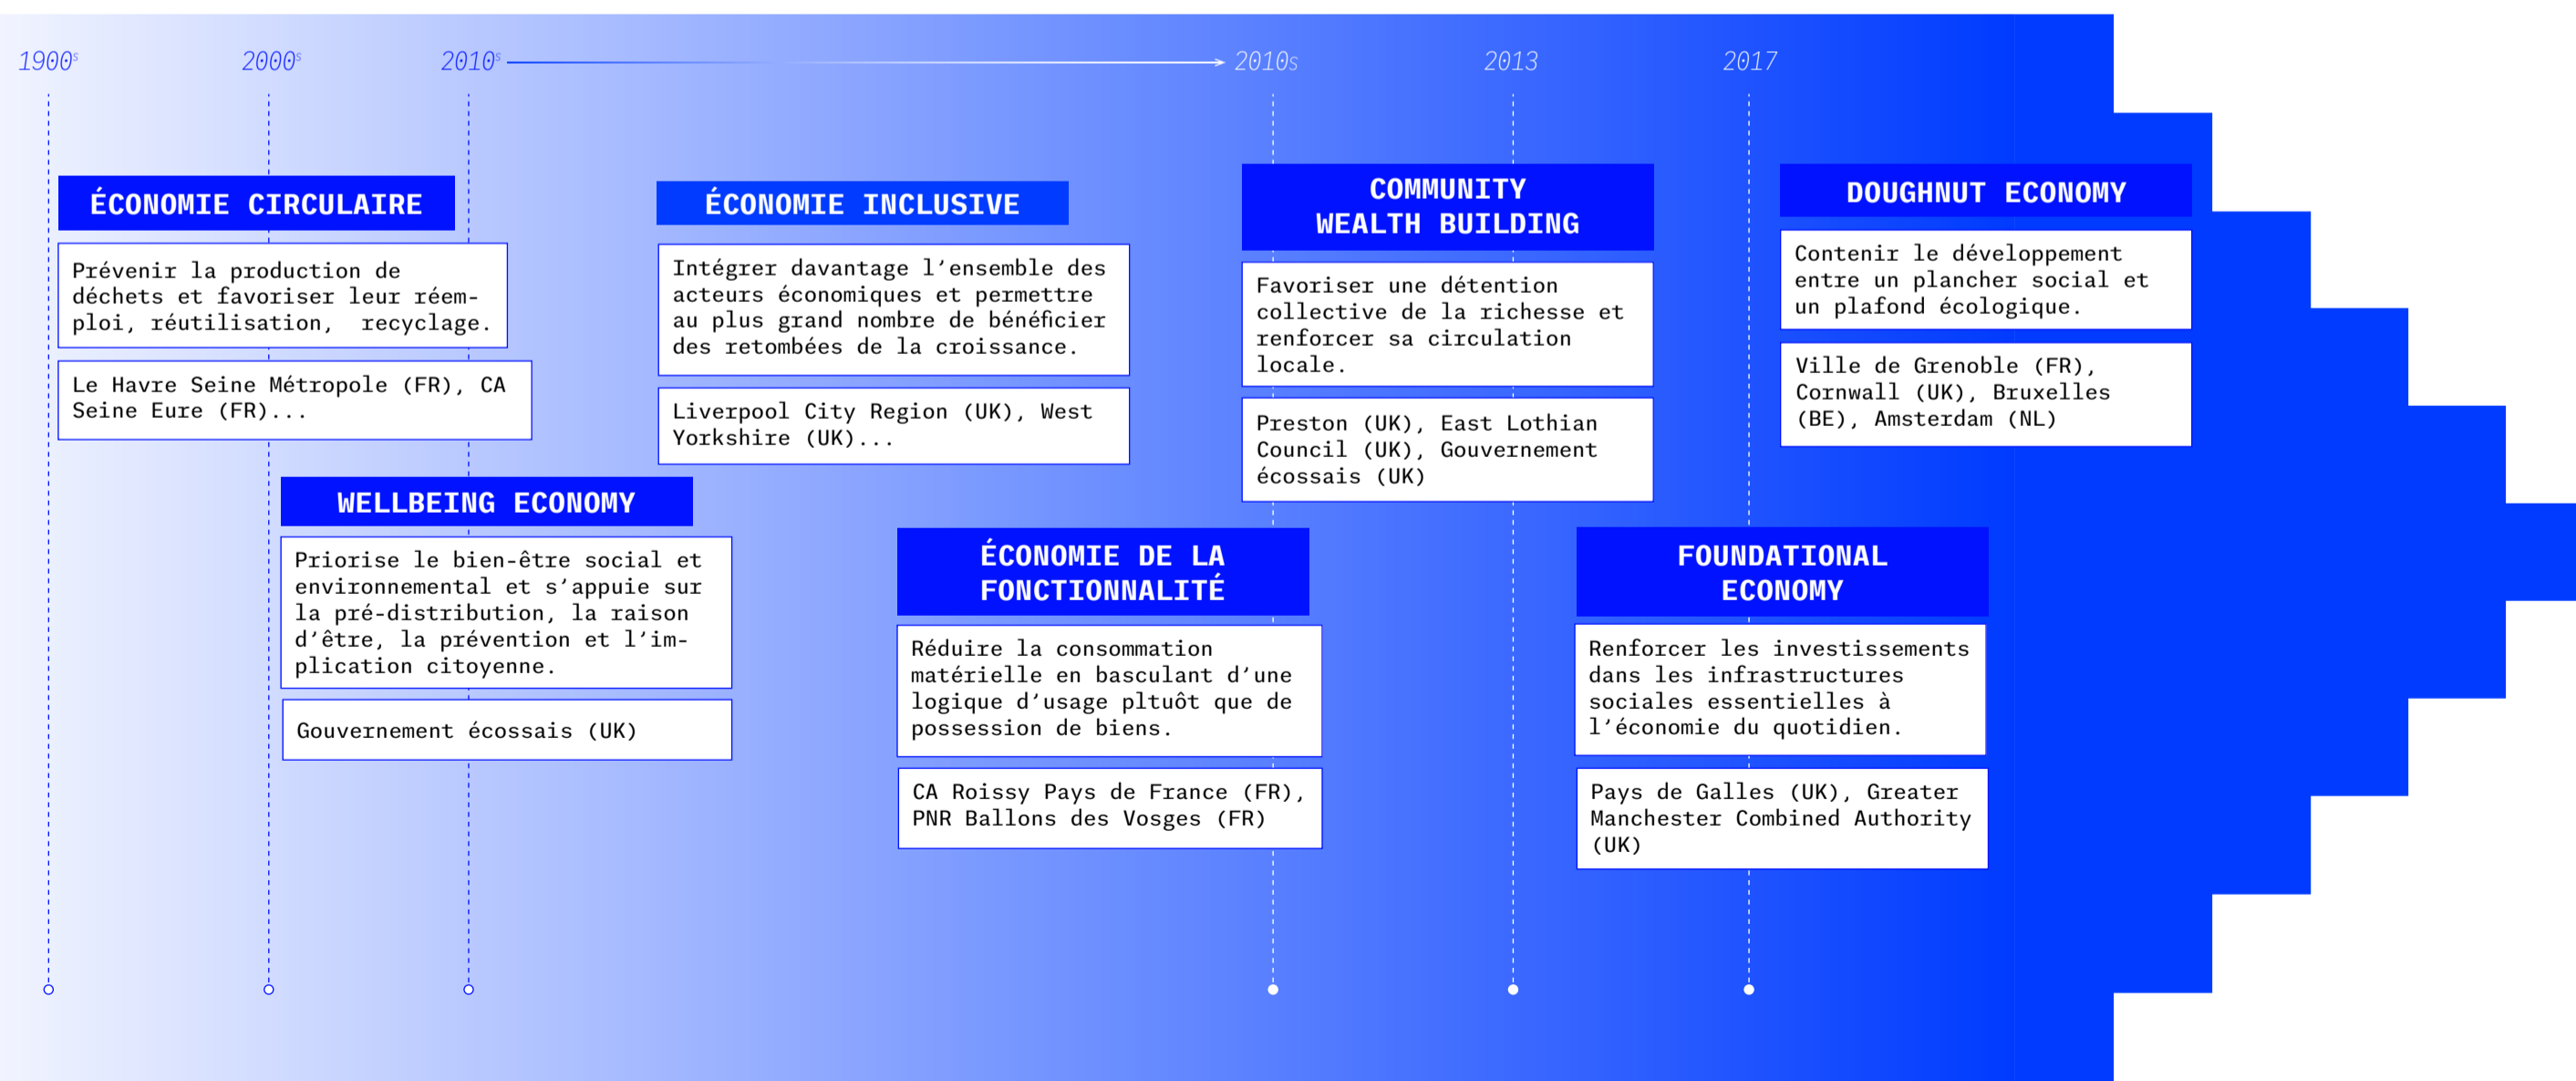 1900s
2000s
2010s
2010s
2013
2017
ÉCONOMIE CIRCULAIRE
Prévenir la production de
déchets et favoriser leur réem-
ploi, réutilisation,  recyclage.
Le Havre Seine Métropole (FR), CA
Seine Eure (FR)...
WELLBEING ECONOMY
Priorise le bien-être social et
environnemental et s’appuie sur
la pré-distribution, la raison
d’être, la prévention et l’im-
plication citoyenne.
Gouvernement écossais (UK)
ÉCONOMIE INCLUSIVE
Intégrer davantage l’ensemble des
acteurs économiques et permettre
au plus grand nombre de bénéficier
des retombées de la croissance.
Liverpool City Region (UK), West
Yorkshire (UK)...
ÉCONOMIE DE LA
FONCTIONNALITÉ
Réduire la consommation
matérielle en basculant d’une
logique d’usage pltuôt que de
possession de biens.
CA Roissy Pays de France (FR),
PNR Ballons des Vosges (FR)
COMMUNITY
WEALTH BUILDING
Favoriser une détention
collective de la richesse et
renforcer sa circulation
locale.
Preston (UK), East Lothian
Council (UK), Gouvernement
écossais (UK)
FOUNDATIONAL
ECONOMY
Renforcer les investissements
dans les infrastructures
sociales essentielles à
l’économie du quotidien.
Pays de Galles (UK), Greater
Manchester Combined Authority
(UK)
DOUGHNUT ECONOMY
Contenir le développement
entre un plancher social et
un plafond écologique.
Ville de Grenoble (FR),
Cornwall (UK), Bruxelles
(BE), Amsterdam (NL)